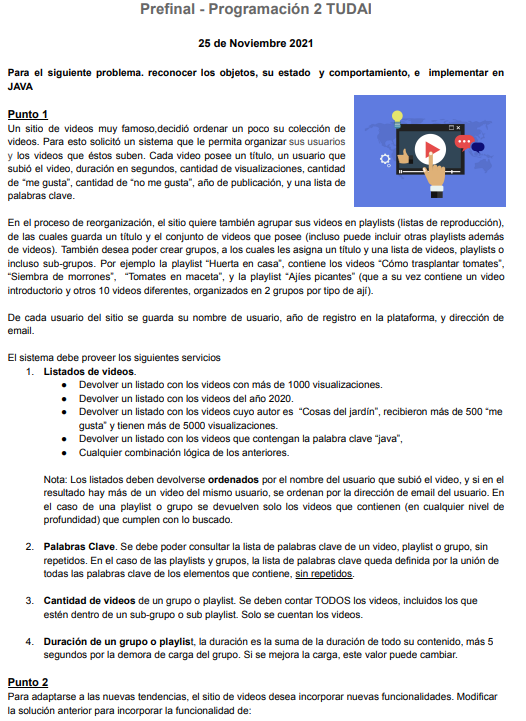 Prefinal - Programación 2 TUDAI
25 de Noviembre 2021
Para el siguiente problema. reconocer los objetos, su estado y comportamiento, e implementar en
JAVA
Punto 1
Un sitio de videos muy famoso,decidió ordenar un poco su colección de
videos. Para esto solicitó un sistema que le permita organizar sus usuarios
y los videos que éstos suben. Cada video posee un título, un usuario que
subió el video, duración en segundos, cantidad de visualizaciones, cantidad
de “me gusta”, cantidad de “no me gusta”, año de publicación, y una lista de
palabras clave.
En el proceso de reorganización, el sitio quiere también agrupar sus videos en playlists (listas de reproducción),
de las cuales guarda un título y el conjunto de videos que posee (incluso puede incluir otras playlists además
de videos). También desea poder crear grupos, a los cuales les asigna un título y una lista de videos, playlists o
incluso sub-grupos. Por ejemplo la playlist “Huerta en casa”, contiene los videos “Cómo trasplantar tomates”,
“Siembra de morrones”, “Tomates en maceta”, y la playlist “Ajíes picantes” (que a su vez contiene un video
introductorio y otros 10 videos diferentes, organizados en 2 grupos por tipo de ají).
De cada usuario del sitio se guarda su nombre de usuario, año de registro en la plataforma, y dirección de
email.
El sistema debe proveer los siguientes servicios
1. Listados de videos.
● Devolver un listado con los videos con más de 1000 visualizaciones.
● Devolver un listado con los videos del año 2020.
● Devolver un listado con los videos cuyo autor es “Cosas del jardín”, recibieron más de 500 “me
gusta” y tienen más de 5000 visualizaciones.
● Devolver un listado con los videos que contengan la palabra clave “java”,
● Cualquier combinación lógica de los anteriores.
Nota: Los listados deben devolverse ordenados por el nombre del usuario que subió el video, y si en el
resultado hay más de un video del mismo usuario, se ordenan por la dirección de email del usuario. En
el caso de una playlist o grupo se devuelven solo los videos que contienen (en cualquier nivel de
profundidad) que cumplen con lo buscado.
2. Palabras Clave. Se debe poder consultar la lista de palabras clave de un video, playlist o grupo, sin
repetidos. En el caso de las playlists y grupos, la lista de palabras clave queda definida por la unión de
todas las palabras clave de los elementos que contiene, sin repetidos.
3. Cantidad de videos de un grupo o playlist. Se deben contar TODOS los videos, incluidos los que
estén dentro de un sub-grupo o sub playlist. Solo se cuentan los videos.
4. Duración de un grupo o playlist, la duración es la suma de la duración de todo su contenido, más 5
segundos por la demora de carga del grupo. Si se mejora la carga, este valor puede cambiar.
Punto 2
Para adaptarse a las nuevas tendencias, el sitio de videos desea incorporar nuevas funcionalidades. Modificar
la solución anterior para incorporar la funcionalidad de: